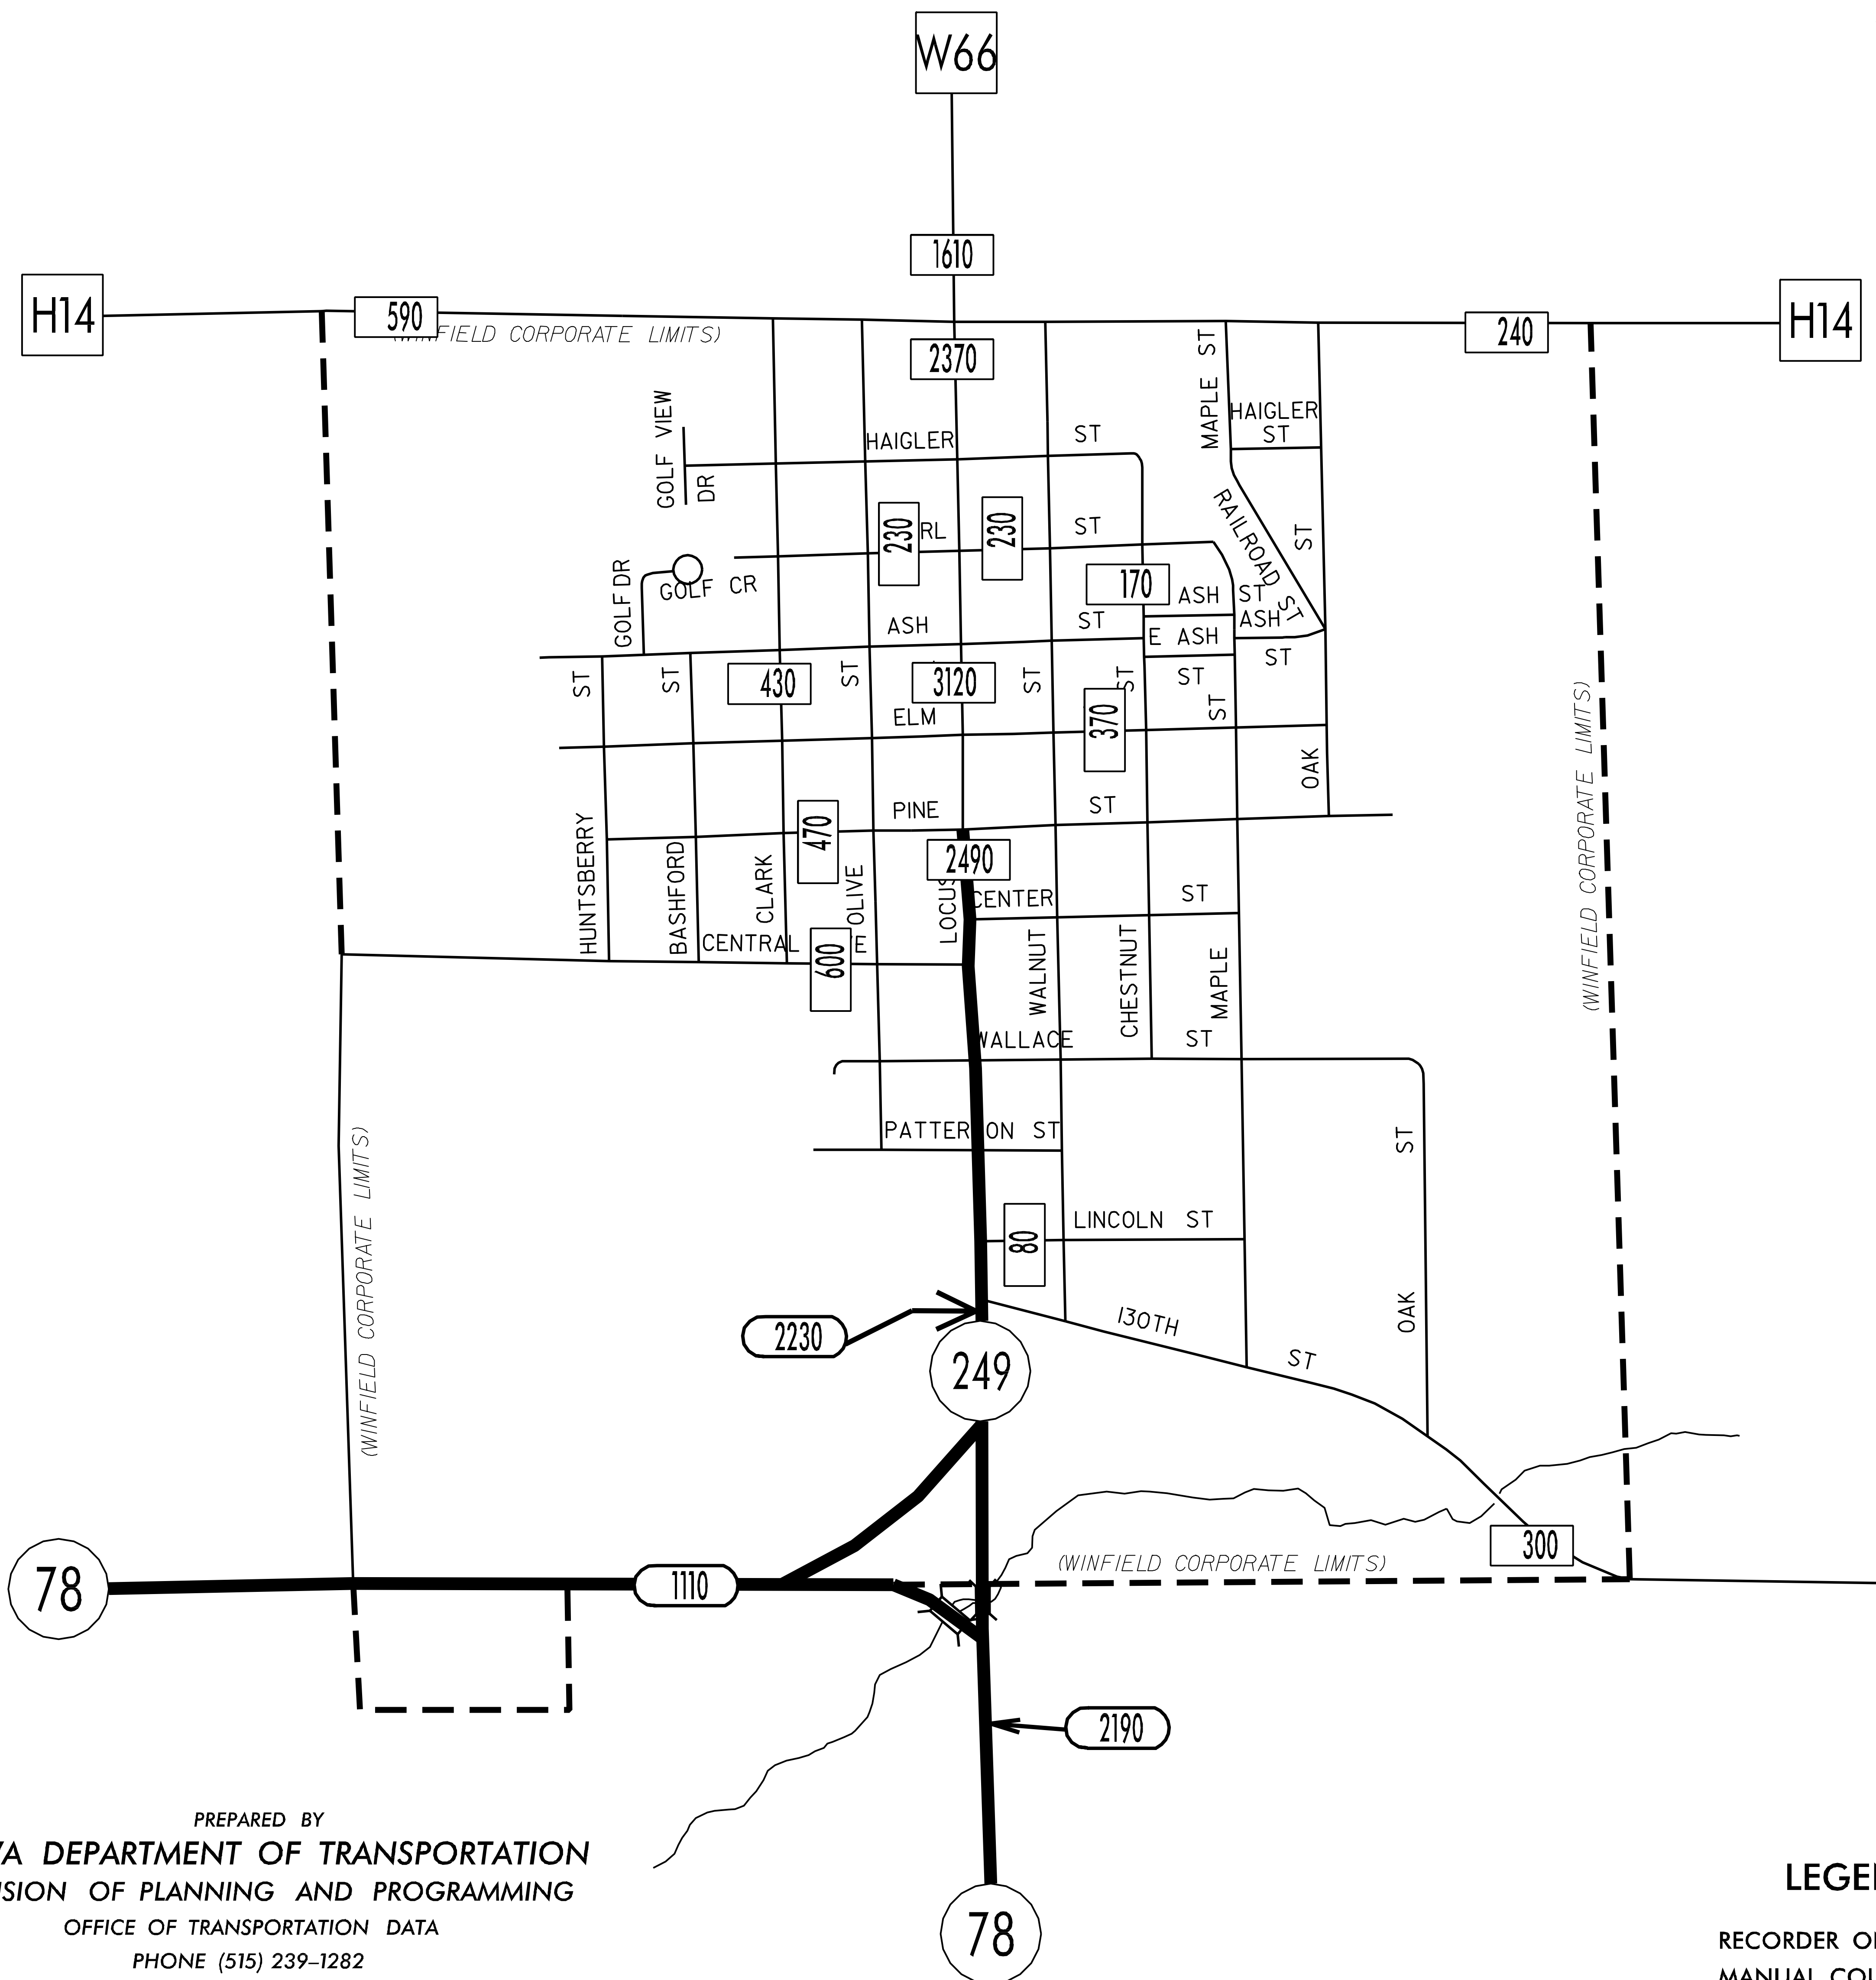 W66
1610
H14
590
240
H14
(WINFIELD CORPORATE LIMITS)
2370
MAPLE ST
GOLF VIEW DR
HAIGLER ST
HAIGLER ST
230
230
ST
RAILROAD ST
ST
GOLF DR
GOLF CR
170
ASH ST
ASH ST
E ASH ST
ASH ST
ST
ST
430
ST
3120
ST
ST
ST
ELM
370
OAK
(WINFIELD CORPORATE LIMITS)
PINE ST
470
2490
HUNTSBERRY
BASHFORD
CLARK
OLIVE
CENTER ST
CENTRAL
600
WALNUT
CHESTNUT
MAPLE
WALLACE ST
PATTERSON ST
ST
(WINFIELD CORPORATE LIMITS)
LINCOLN ST
80
2230
130TH ST
OAK
249
78
1110
(WINFIELD CORPORATE LIMITS)
300
2190
78
PREPARED BY
DEPARTMENT OF TRANSPORTATION
OF PLANNING AND PROGRAMMING
OFFICE OF TRANSPORTATION DATA
PHONE (515) 239–1282
RECORDER
MANUAL